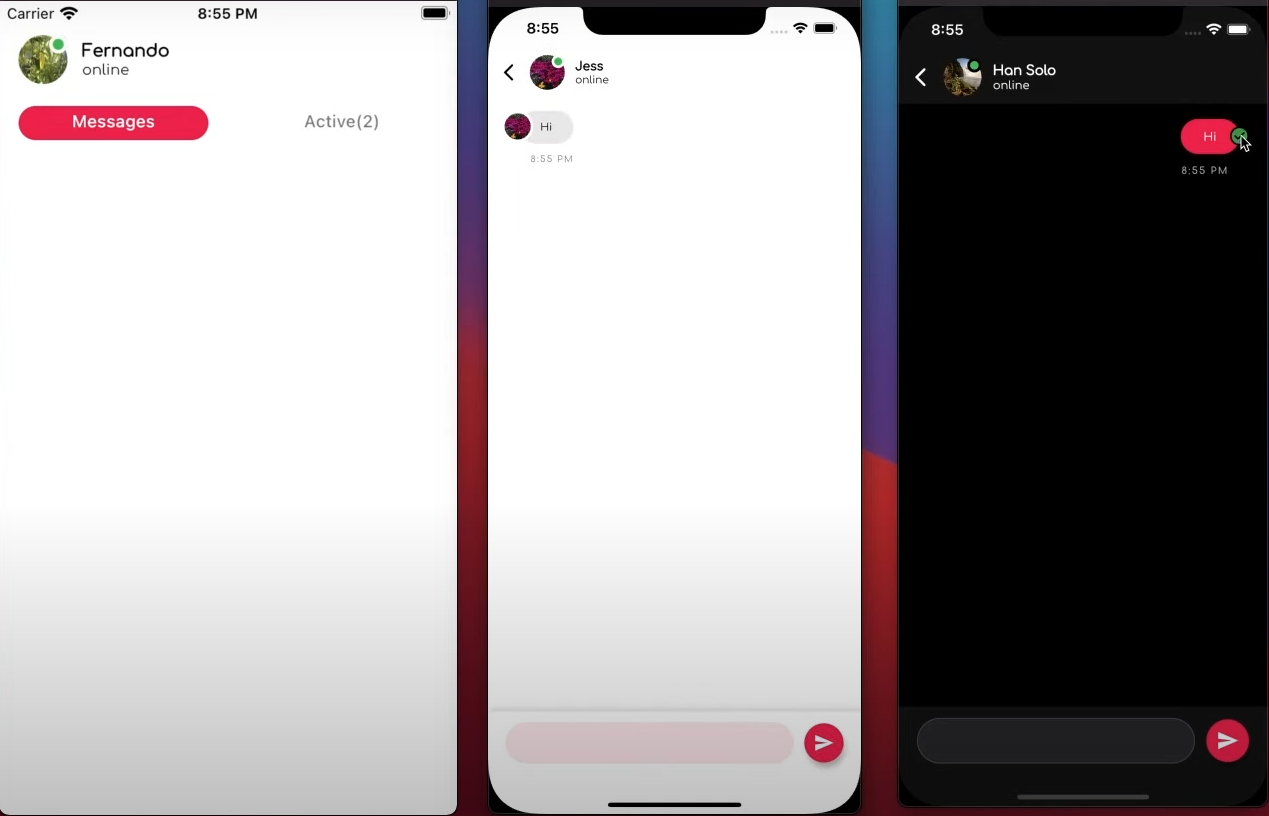 Carrier 8:55 PM
Fernando
online
Messages Active(2)
8:55
Jess
online
Hi
8:55 PM
8:55
Han Solo
online
Hi
8:55 PM